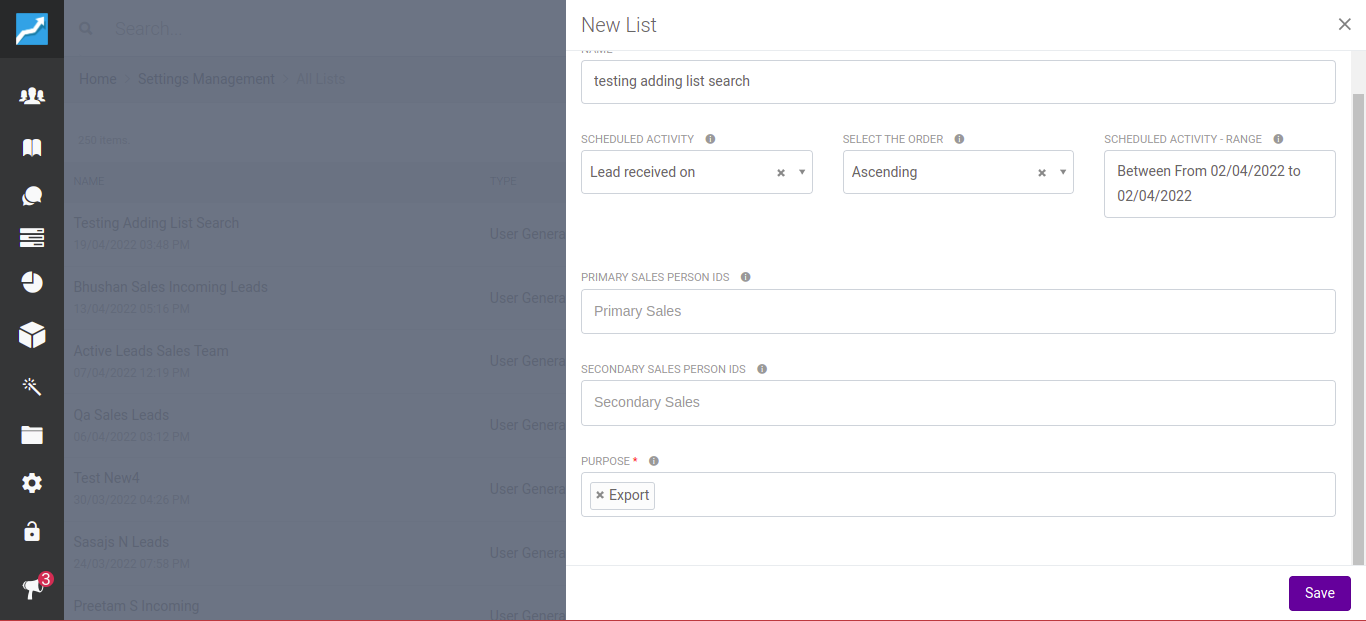 Search...
Home > Settings Management > All Lists
250 Items
NAME TYPE
Testing Adding List Search
19/04/2022 03:48 PM
User Genera
Bhushan Sales Incoming Leads
13/04/2022 05:16 PM
User Genera
Active Leads Sales Team
07/04/2022 12:19 PM
User Genera
Qa Sales Leads
06/04/2022 03:12 PM
User Genera
Test New4
30/03/2022 04:26 PM
User Genera
Sasajs N Leads
24/03/2022 07:58 PM
User Genera
Preetam S Incoming
User Genera
3
New List
NAME
testing adding list search
SCHEDULED ACTIVITY
Lead received on
SELECT THE ORDER
Ascending
SCHEDULED ACTIVITY - RANGE
Between From 02/04/2022 to
02/04/2022
PRIMARY SALES PERSON IDS
Primary Sales
SECONDARY SALES PERSON IDS
Secondary Sales
PURPOSE *
× Export
Save